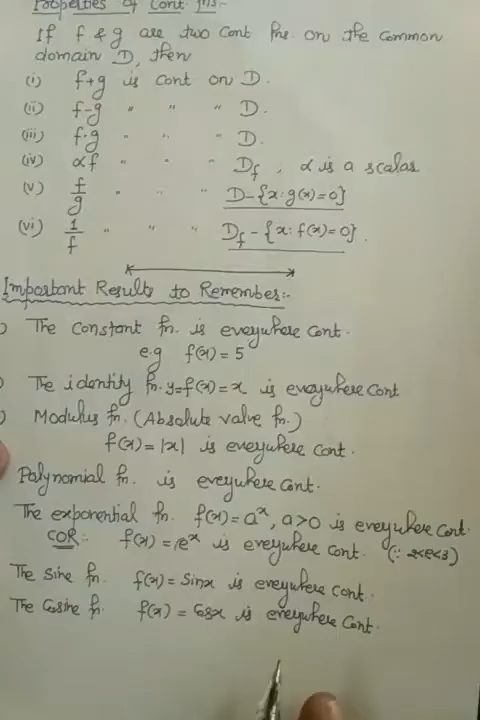 Properties of Cont fns:-
If f & g are two Cont fns. on the common
domain D, then
(i) f+g is cont on D.
(ii) f-g " " " D.
(iii) f.g " " " D.
(iv) αf " " " Df, α is a scalar
(v) f/g " " " D-{x: g(x)=0}
(vi) 1/f " " " Df - {x: f(x)=0}.
Important Results to Remember:-
) The Constant fn. is everywhere cont.
e.g f(x) = 5
) The identity fn. y=f(x)=x is everywhere cont
) Modulus fn. (Absolute value fn.)
f(x) = |x| is everywhere cont.
Polynomial fn. is everywhere cont.
The exponential fn. f(x)=a^x, a>0 is everywhere cont.
COR: f(x) = e^x is everywhere cont. (∵ 2<e<3)
The Sine fn. f(x) = Sinx is everywhere cont.
The Cosine fn. f(x) = Cosx is everywhere cont.